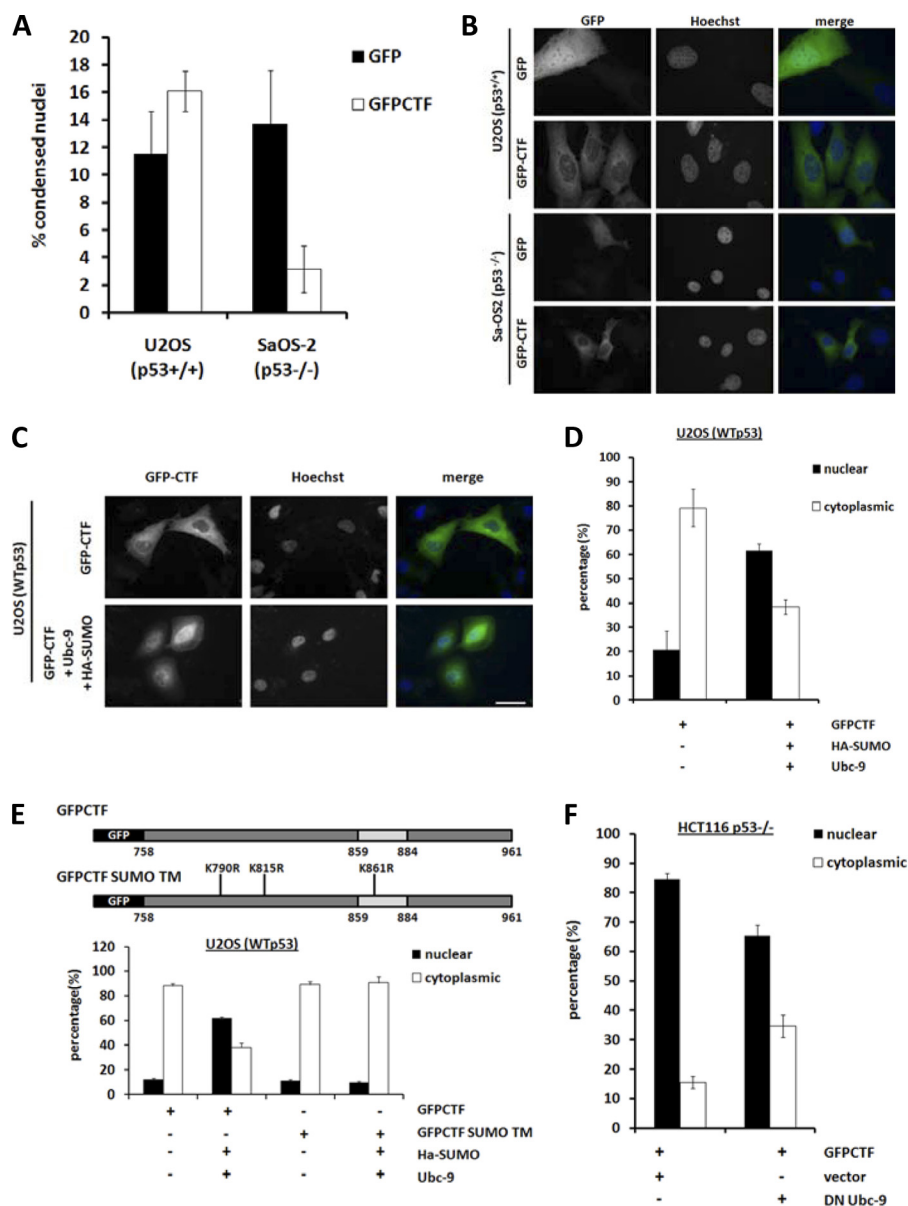 A
% condensed nudei
20
18
16
14
12
10
8
6
4
2
0
GFP
GFPCTF
U2OS
(p53+/+)
SaOS-2
(p53-/-)
B
GFP
Hoechst
merge
U2OS (p53+/+)
GFP
GFP-CTF
Sa-OS2 (p53 -/-)
GFP
GFP-CTF
C
GFP-CTF
Hoechst
merge
U2OS (WTp53)
GFP-CTF
GFP-CTF
+ Ubc-9
+ HA-SUMO
D
U2OS (WTp53)
percentage(%)
100
90
80
70
60
50
40
30
20
10
0
nuclear
cytoplasmic
+ + GFPCTF
- + HA-SUMO
- + Ubc-9
E
GFPCTF
GFP
758 859 884 961
GFPCTF SUMO TM
K790R K815R K861R
GFP
758 859 884 961
U2OS (WTp53)
percentage(%)
120
100
80
60
40
20
0
nuclear
cytoplasmic
+ + - - GFPCTF
- - + + GFPCTF SUMO TM
- + - + Ha-SUMO
- + - + Ubc-9
F
HCT116 p53-/-
percentage (%)
100
90
80
70
60
50
40
30
20
10
0
nuclear
cytoplasmic
+ + GFPCTF
+ - vector
- + DN Ubc-9